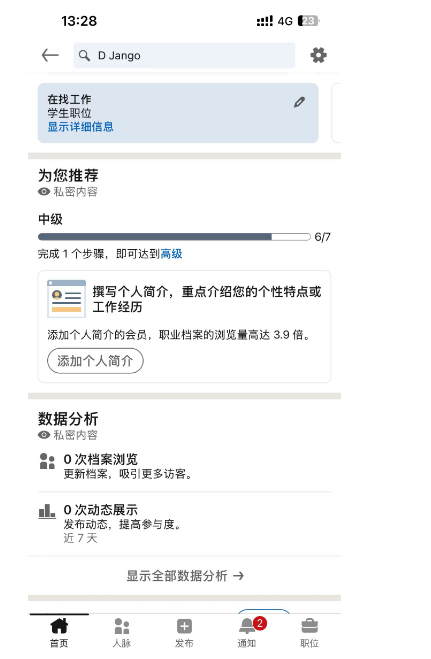 13:28
4G
23
D Jango
在找工作
学生职位
显示详细信息
为您推荐
私密内容
中级
6/7
完成 1 个步骤，即可达到高级
撰写个人简介，重点介绍您的个性特点或
工作经历
添加个人简介的会员，职业档案的浏览量高达 3.9 倍。
添加个人简介
数据分析
私密内容
0 次档案浏览
更新档案，吸引更多访客。
0 次动态展示
发布动态，提高参与度。
近 7 天
显示全部数据分析 →
2
首页 人脉 发布 通知 职位